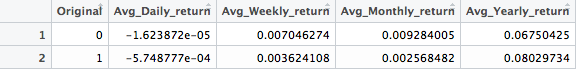 Original Avg_Daily_return Avg_Weekly_return Avg_Monthly_return Avg_Yearly_return
1 0 -1.623872e-05 0.007046274 0.009284005 0.06750425
2 1 -5.748777e-04 0.003624108 0.002568482 0.08029734